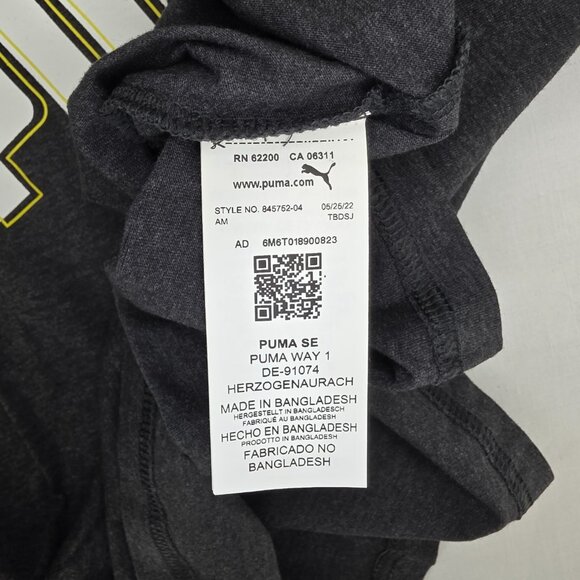 RN 62200 CA 06311
www.puma.com
STYLE NO. 845752-04 05/25/22
AM TBDSJ
AD 6M6T018900823
PUMA SE
PUMA WAY 1
DE-91074
HERZOGENAURACH
MADE IN BANGLADESH
HERGESTELLT IN BANGLADESCH
FABRIQUÉ AU BANGLADESH
HECHO EN BANGLADESH
PRODOTTO IN BANGLADESH
FABRICADO NO
BANGLADESH